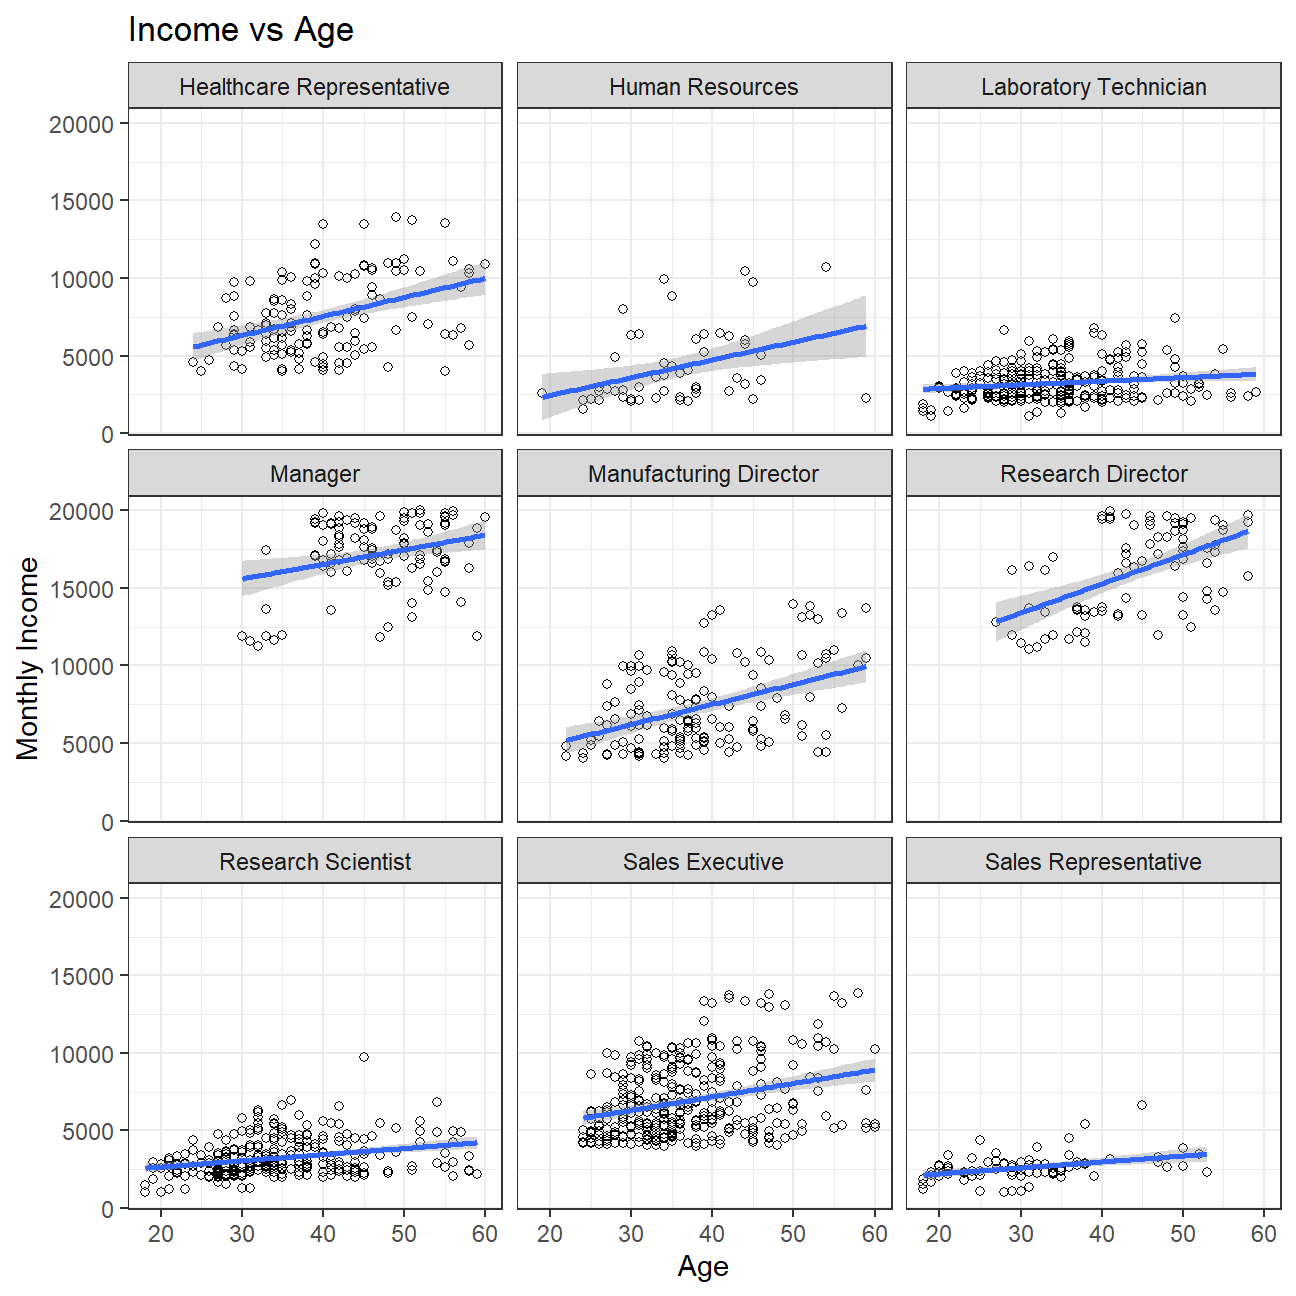 Income vs Age
Healthcare Representative
Human Resources
Laboratory Technician
20000
15000
10000
5000
0
Manager
Manufacturing Director
Research Director
20000
15000
10000
5000
0
Monthly Income
Research Scientist
Sales Executive
Sales Representative
20000
15000
10000
5000
0
20 30 40 50 60
20 30 40 50 60
20 30 40 50 60
Age